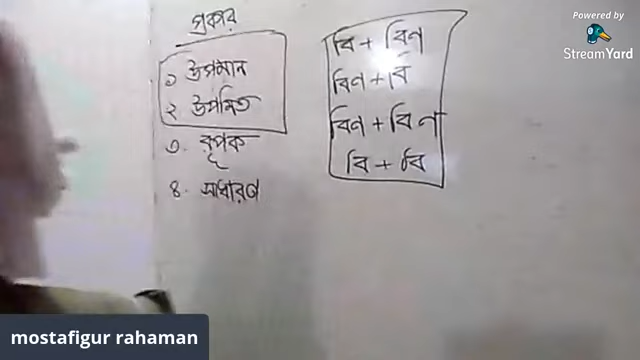 প্রকার
১ উপমান
২ উপমিত
৩. রূপক
৪. সাধারণ
বি + বিণ
বিণ + বি
বিণ + বিণ
বি + বি
Powered by
StreamYard
mostafigur rahaman